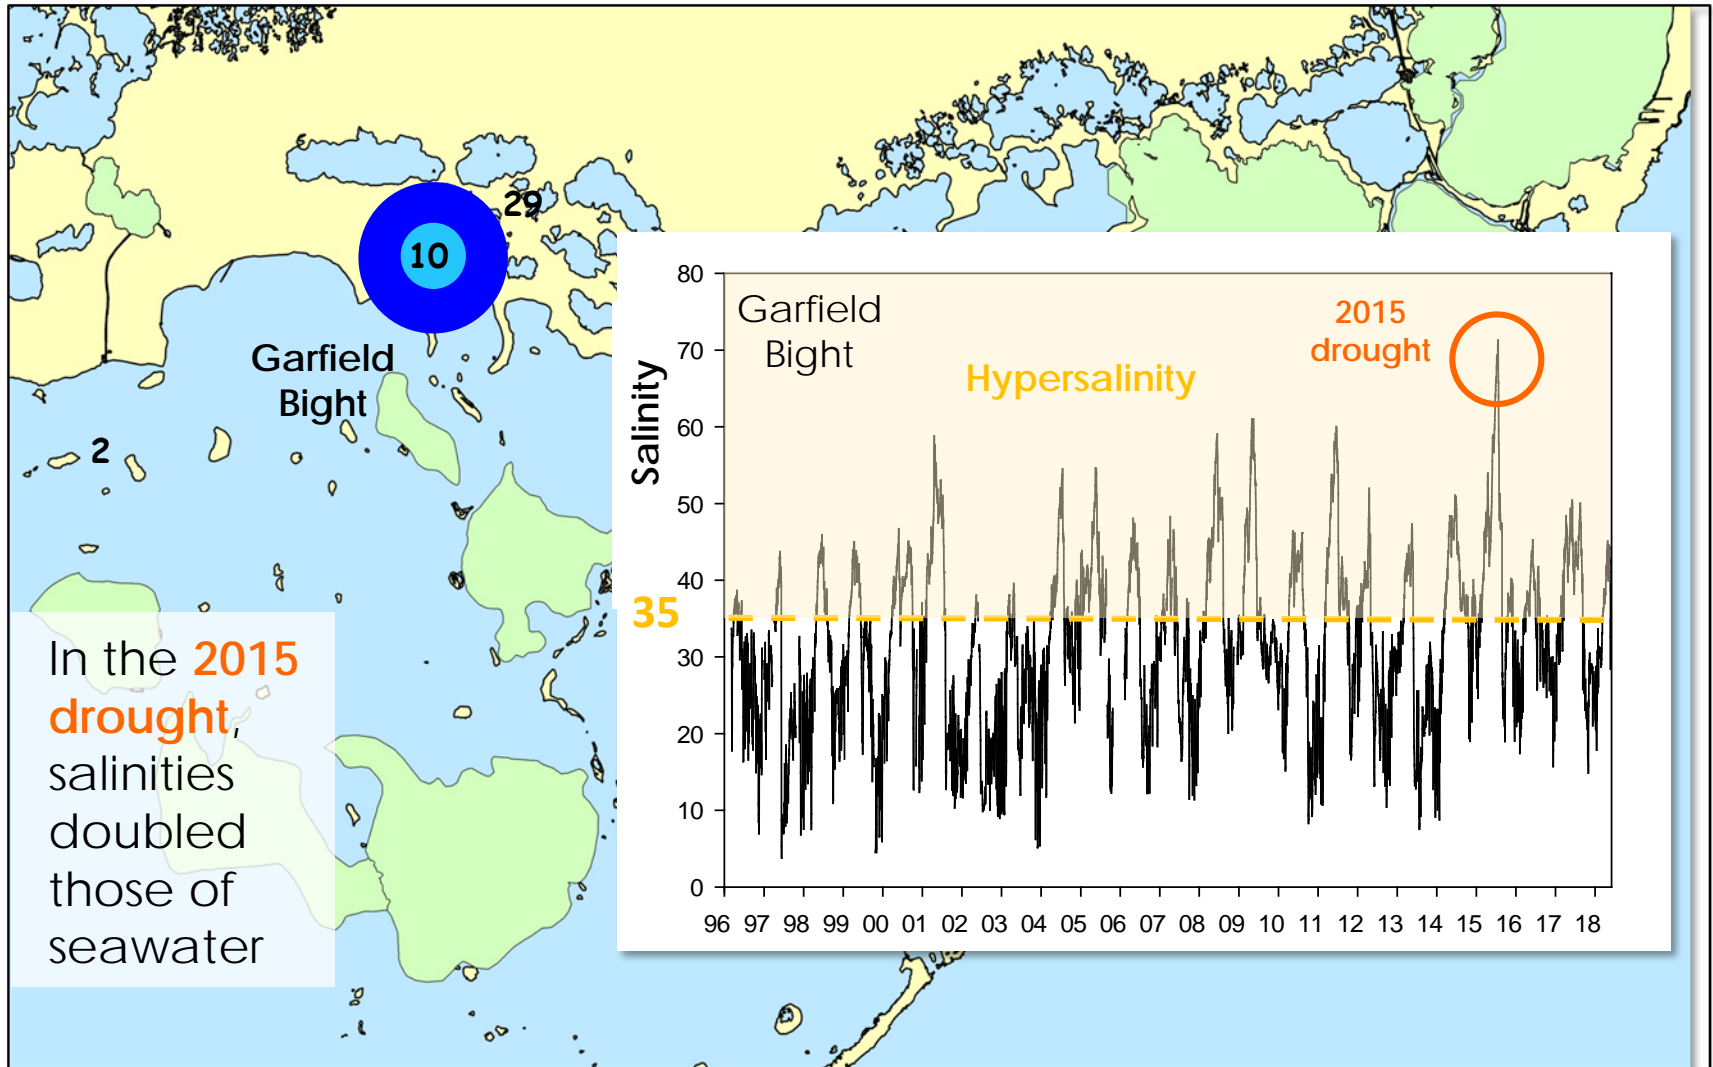 29
10
Garfield
Bight
2
In the 2015
drought,
salinities
doubled
those of
seawater
Garfield
Bight
Hypersalinity
2015
drought
Salinity
80
70
60
50
40
35
30
20
10
0
96 97 98 99 00 01 02 03 04 05 06 07 08 09 10 11 12 13 14 15 16 17 18